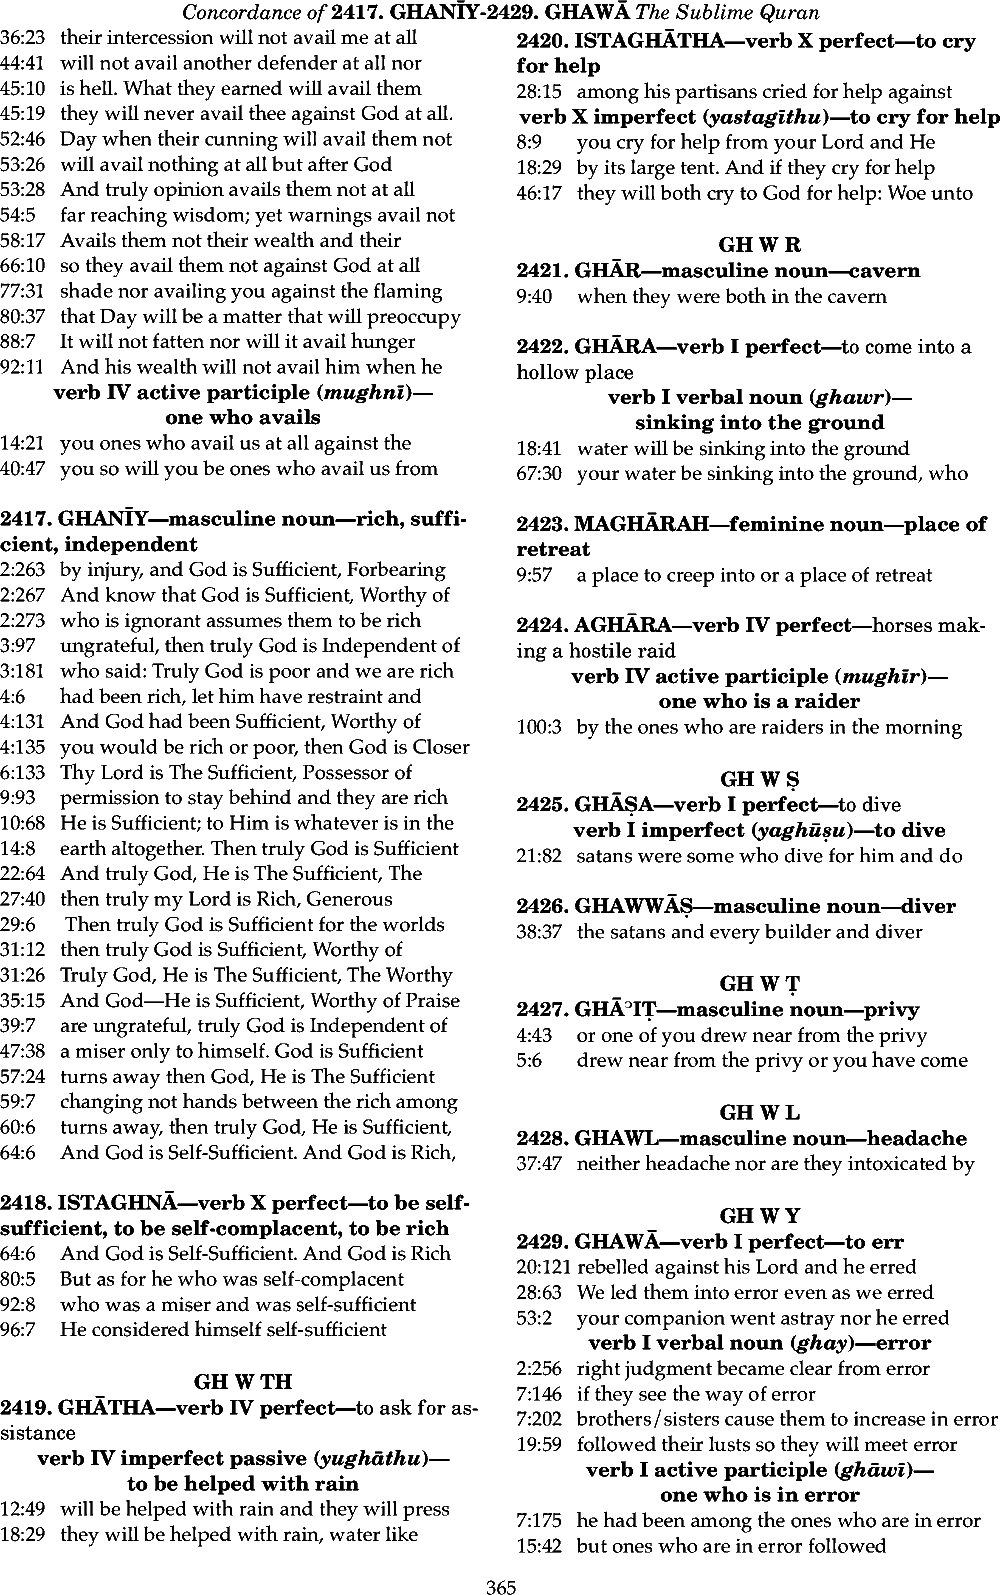 Concordance of 2417. GHANĪY-2429. GHAWĀ The Sublime Quran
36:23 their intercession will not avail me at all
44:41 will not avail another defender at all nor
45:10 is hell. What they earned will avail them
45:19 they will never avail thee against God at all.
52:46 Day when their cunning will avail them not
53:26 will avail nothing at all but after God
53:28 And truly opinion avails them not at all
54:5 far reaching wisdom; yet warnings avail not
58:17 Avails them not their wealth and their
66:10 so they avail them not against God at all
77:31 shade nor availing you against the flaming
80:37 that Day will be a matter that will preoccupy
88:7 It will not fatten nor will it avail hunger
92:11 And his wealth will not avail him when he
verb IV active participle (mughnī)—
one who avails
14:21 you ones who avail us at all against the
40:47 you so will you be ones who avail us from
2417. GHANĪY—masculine noun—rich, suffi-
cient, independent
2:263 by injury, and God is Sufficient, Forbearing
2:267 And know that God is Sufficient, Worthy of
2:273 who is ignorant assumes them to be rich
3:97 ungrateful, then truly God is Independent of
3:181 who said: Truly God is poor and we are rich
4:6 had been rich, let him have restraint and
4:131 And God had been Sufficient, Worthy of
4:135 you would be rich or poor, then God is Closer
6:133 Thy Lord is The Sufficient, Possessor of
9:93 permission to stay behind and they are rich
10:68 He is Sufficient; to Him is whatever is in the
14:8 earth altogether. Then truly God is Sufficient
22:64 And truly God, He is The Sufficient, The
27:40 then truly my Lord is Rich, Generous
29:6 Then truly God is Sufficient for the worlds
31:12 then truly God is Sufficient, Worthy of
31:26 Truly God, He is The Sufficient, The Worthy
35:15 And God—He is Sufficient, Worthy of Praise
39:7 are ungrateful, truly God is Independent of
47:38 a miser only to himself. God is Sufficient
57:24 turns away then God, He is The Sufficient
59:7 changing not hands between the rich among
60:6 turns away, then truly God, He is Sufficient,
64:6 And God is Self-Sufficient. And God is Rich,
2418. ISTAGHNĀ—verb X perfect—to be self-
sufficient, to be self-complacent, to be rich
64:6 And God is Self-Sufficient. And God is Rich
80:5 But as for he who was self-complacent
92:8 who was a miser and was self-sufficient
96:7 He considered himself self-sufficient
GH W TH
2419. GHĀTHA—verb IV perfect—to ask for as-
sistance
verb IV imperfect passive (yughāthu)—
to be helped with rain
12:49 will be helped with rain and they will press
18:29 they will be helped with rain, water like
2420. ISTAGHĀTHA—verb X perfect—to cry
for help
28:15 among his partisans cried for help against
verb X imperfect (yastagīthu)—to cry for help
8:9 you cry for help from your Lord and He
18:29 by its large tent. And if they cry for help
46:17 they will both cry to God for help: Woe unto
GH W R
2421. GHĀR—masculine noun—cavern
9:40 when they were both in the cavern
2422. GHĀRA—verb I perfect—to come into a
hollow place
verb I verbal noun (ghawr)—
sinking into the ground
18:41 water will be sinking into the ground
67:30 your water be sinking into the ground, who
2423. MAGHĀRAH—feminine noun—place of
retreat
9:57 a place to creep into or a place of retreat
2424. AGHĀRA—verb IV perfect—horses mak-
ing a hostile raid
verb IV active participle (mughīr)—
one who is a raider
100:3 by the ones who are raiders in the morning
GH W Ṣ
2425. GHĀṢA—verb I perfect—to dive
verb I imperfect (yaghūṣu)—to dive
21:82 satans were some who dive for him and do
2426. GHAWWĀṢ—masculine noun—diver
38:37 the satans and every builder and diver
GH W Ṭ
2427. GHĀʾIṬ—masculine noun—privy
4:43 or one of you drew near from the privy
5:6 drew near from the privy or you have come
GH W L
2428. GHAWL—masculine noun—headache
37:47 neither headache nor are they intoxicated by
GH W Y
2429. GHAWĀ—verb I perfect—to err
20:121 rebelled against his Lord and he erred
28:63 We led them into error even as we erred
53:2 your companion went astray nor he erred
verb I verbal noun (ghay)—error
2:256 right judgment became clear from error
7:146 if they see the way of error
7:202 brothers/sisters cause them to increase in error
19:59 followed their lusts so they will meet error
verb I active participle (ghāwī)—
one who is in error
7:175 he had been among the ones who are in error
15:42 but ones who are in error followed
365